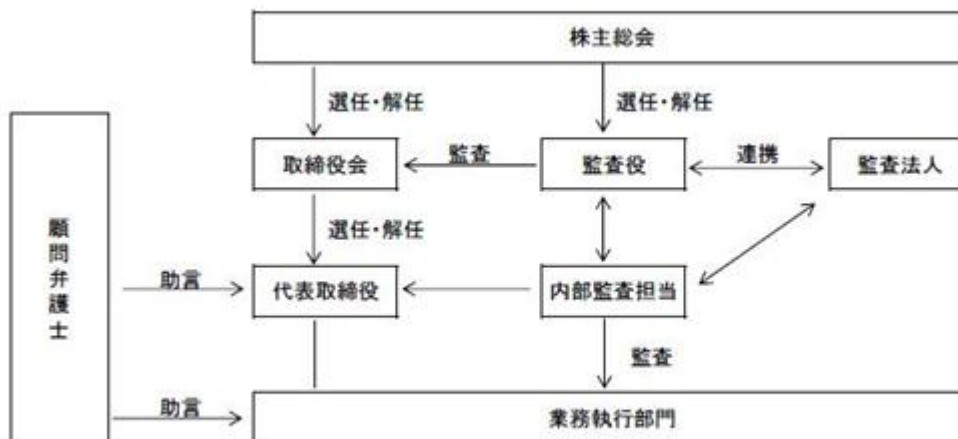 株主総会
選任・解任
選任・解任
取締役会
監査
監査役
連携
監査法人
選任・解任
顧問弁護士
助言
代表取締役
内部監査担当
監査
助言
業務執行部門